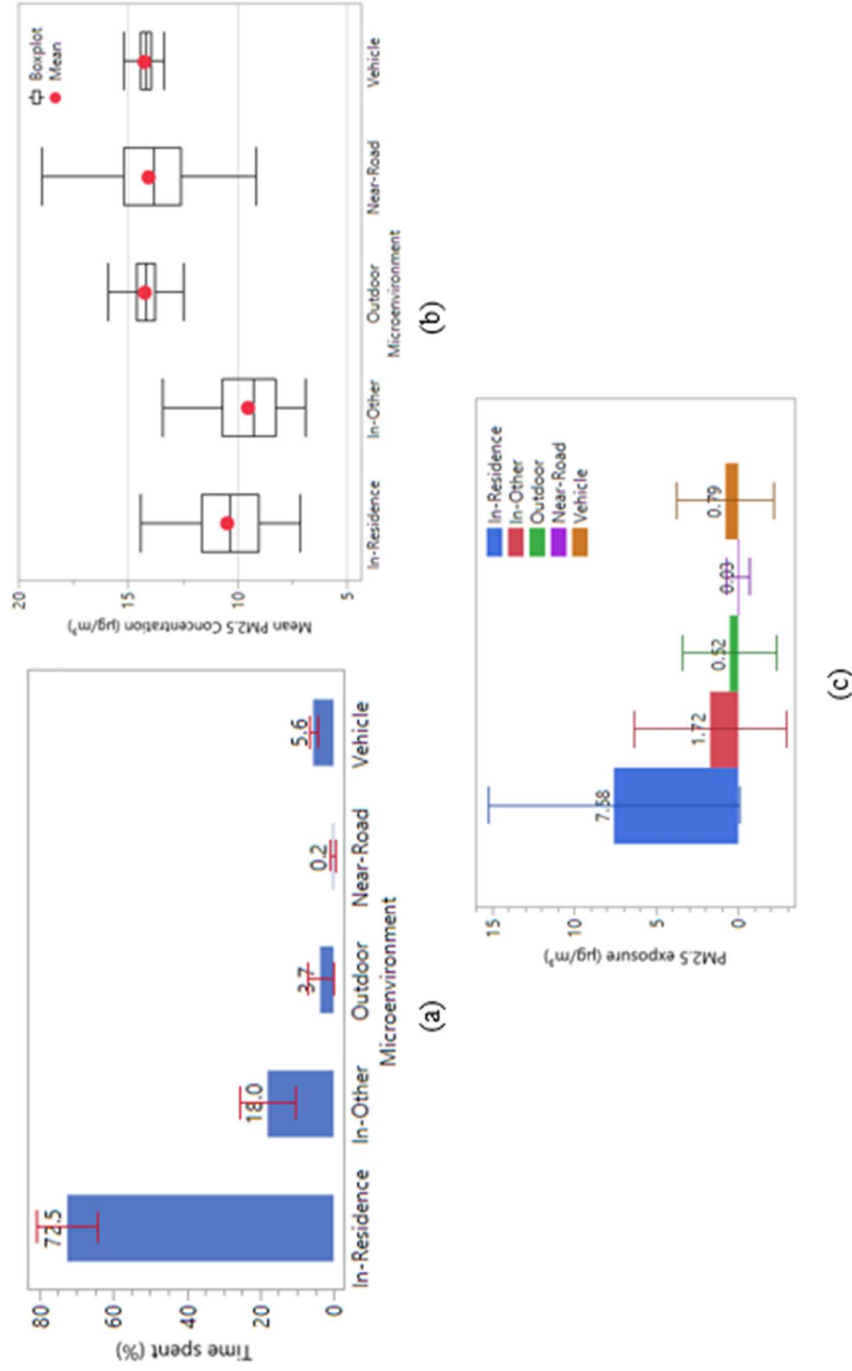 Time spent (%)
80
60
40
20
0
72.5
18.0
3.7
0.2
5.6
In-Residence
In-Other
Outdoor
Near-Road
Vehicle
Microenvironment
(a)
Mean PM2.5 Concentration (µg/m³)
20
15
10
5
Boxplot
Mean
In-Residence
In-Other
Outdoor
Near-Road
Vehicle
Microenvironment
(b)
PM2.5 exposure (µg/m³)
15
10
5
0
7.58
1.72
0.52
0.03
0.79
In-Residence
In-Other
Outdoor
Near-Road
Vehicle
(c)